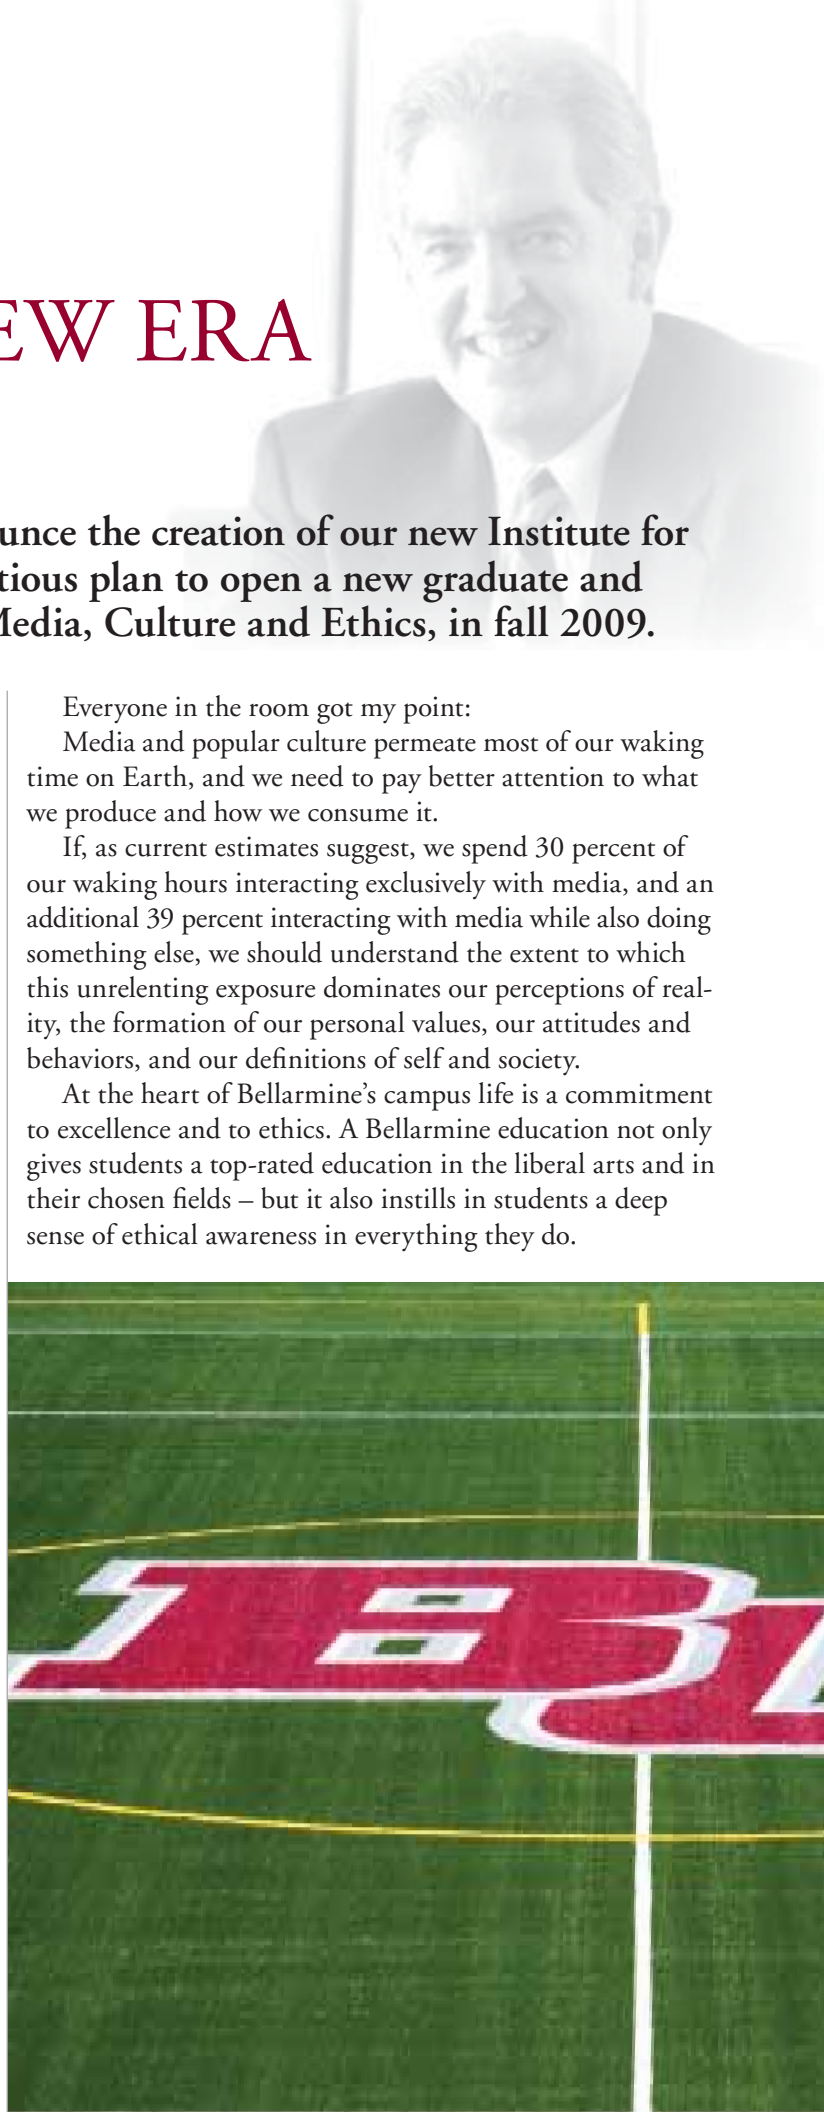 EW ERA
unce the creation of our new Institute for
tious plan to open a new graduate and
Media, Culture and Ethics, in fall 2009.
Everyone in the room got my point:
Media and popular culture permeate most of our waking
time on Earth, and we need to pay better attention to what
we produce and how we consume it.
If, as current estimates suggest, we spend 30 percent of
our waking hours interacting exclusively with media, and an
additional 39 percent interacting with media while also doing
something else, we should understand the extent to which
this unrelenting exposure dominates our perceptions of real-
ity, the formation of our personal values, our attitudes and
behaviors, and our definitions of self and society.
At the heart of Bellarmine’s campus life is a commitment
to excellence and to ethics. A Bellarmine education not only
gives students a top-rated education in the liberal arts and in
their chosen fields – but it also instills in students a deep
sense of ethical awareness in everything they do.
B